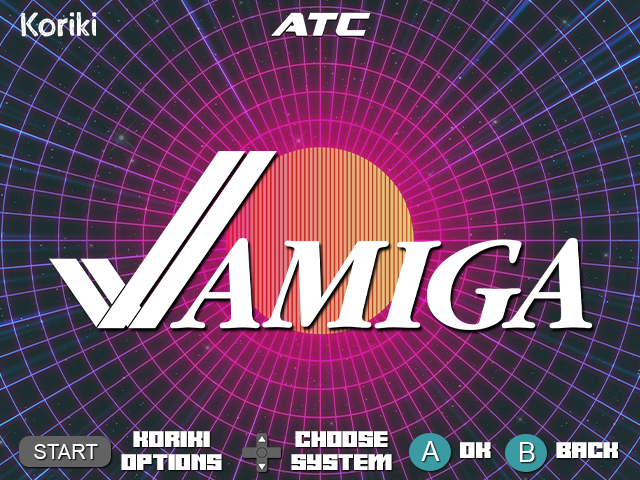 Koriki
ATC
AMIGA
START
KORIKI
OPTIONS
CHOOSE
SYSTEM
A
OK
B
BACK